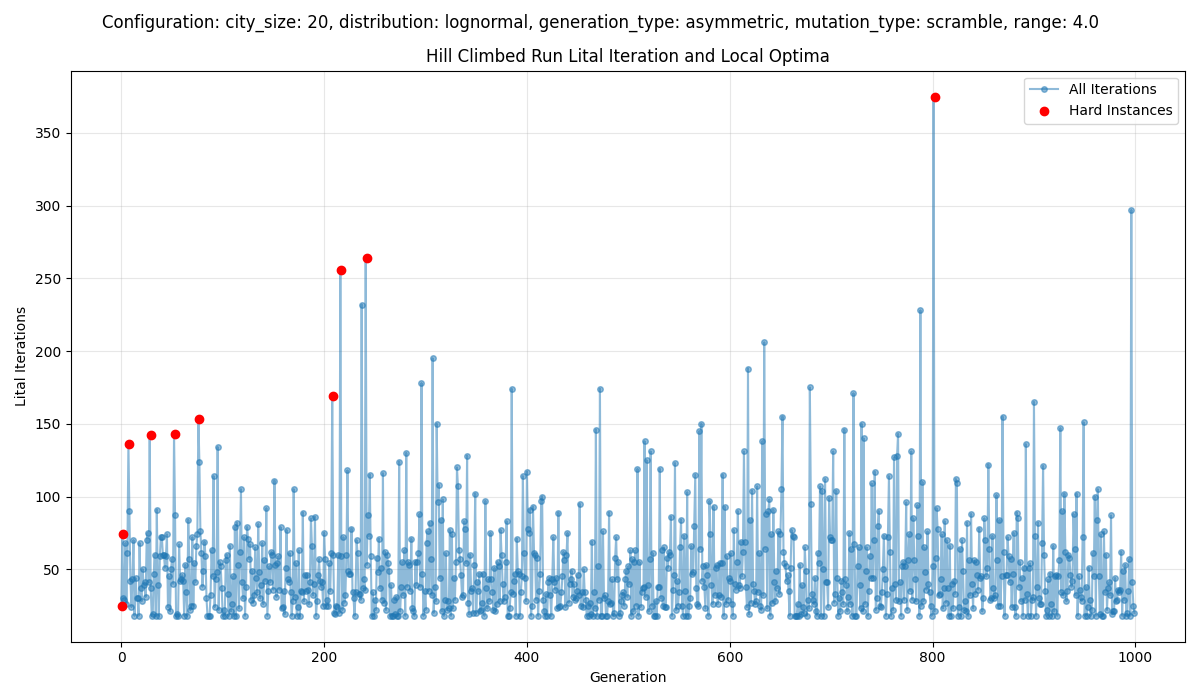 Configuration: city_size: 20, distribution: lognormal, generation_type: asymmetric, mutation_type: scramble, range: 4.0
Hill Climbed Run Lital Iteration and Local Optima
All Iterations
Hard Instances
350
300
250
200
150
100
50
Lital Iterations
0
200
400
600
800
1000
Generation